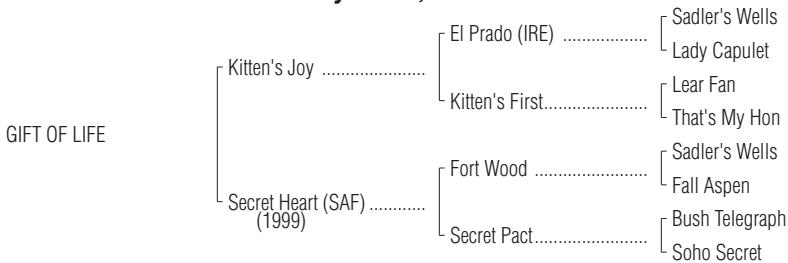 Sadler's Wells
El Prado (IRE) ..................
Lady Capulet
Kitten's Joy ......................
Lear Fan
Kitten's First......................
That's My Hon
GIFT OF LIFE
Sadler's Wells
Fort Wood ........................
Fall Aspen
Secret Heart (SAF) ............
(1999)
Bush Telegraph
Secret Pact........................
Soho Secret